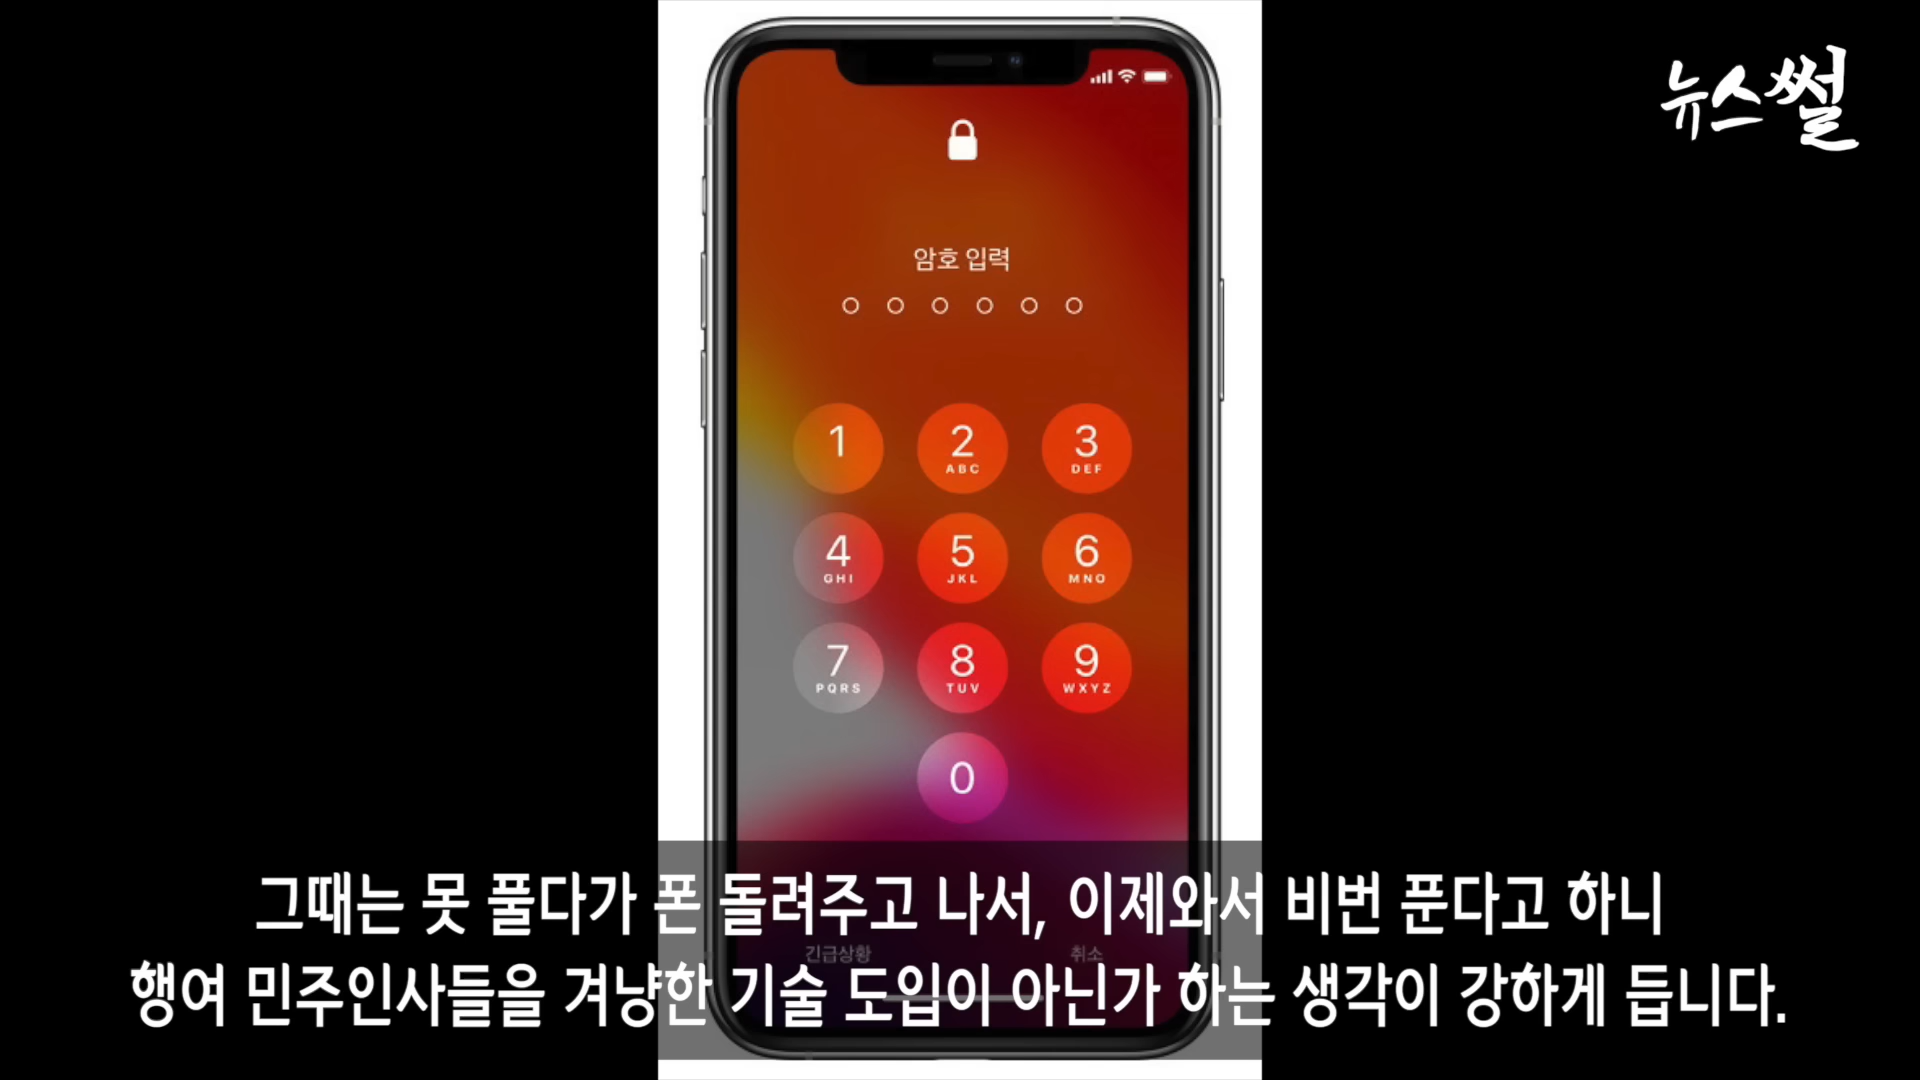 뉴스썰
암호 입력
1
2
ABC
3
DEF
4
GHI
5
JKL
6
MNO
7
PQRS
8
TUV
9
WXYZ
0
그때는 못 풀다가 폰 돌려주고 나서, 이제와서 비번 푼다고 하니
긴급상황
취소
행여 민주인사들을 겨냥한 기술 도입이 아닌가 하는 생각이 강하게 듭니다.